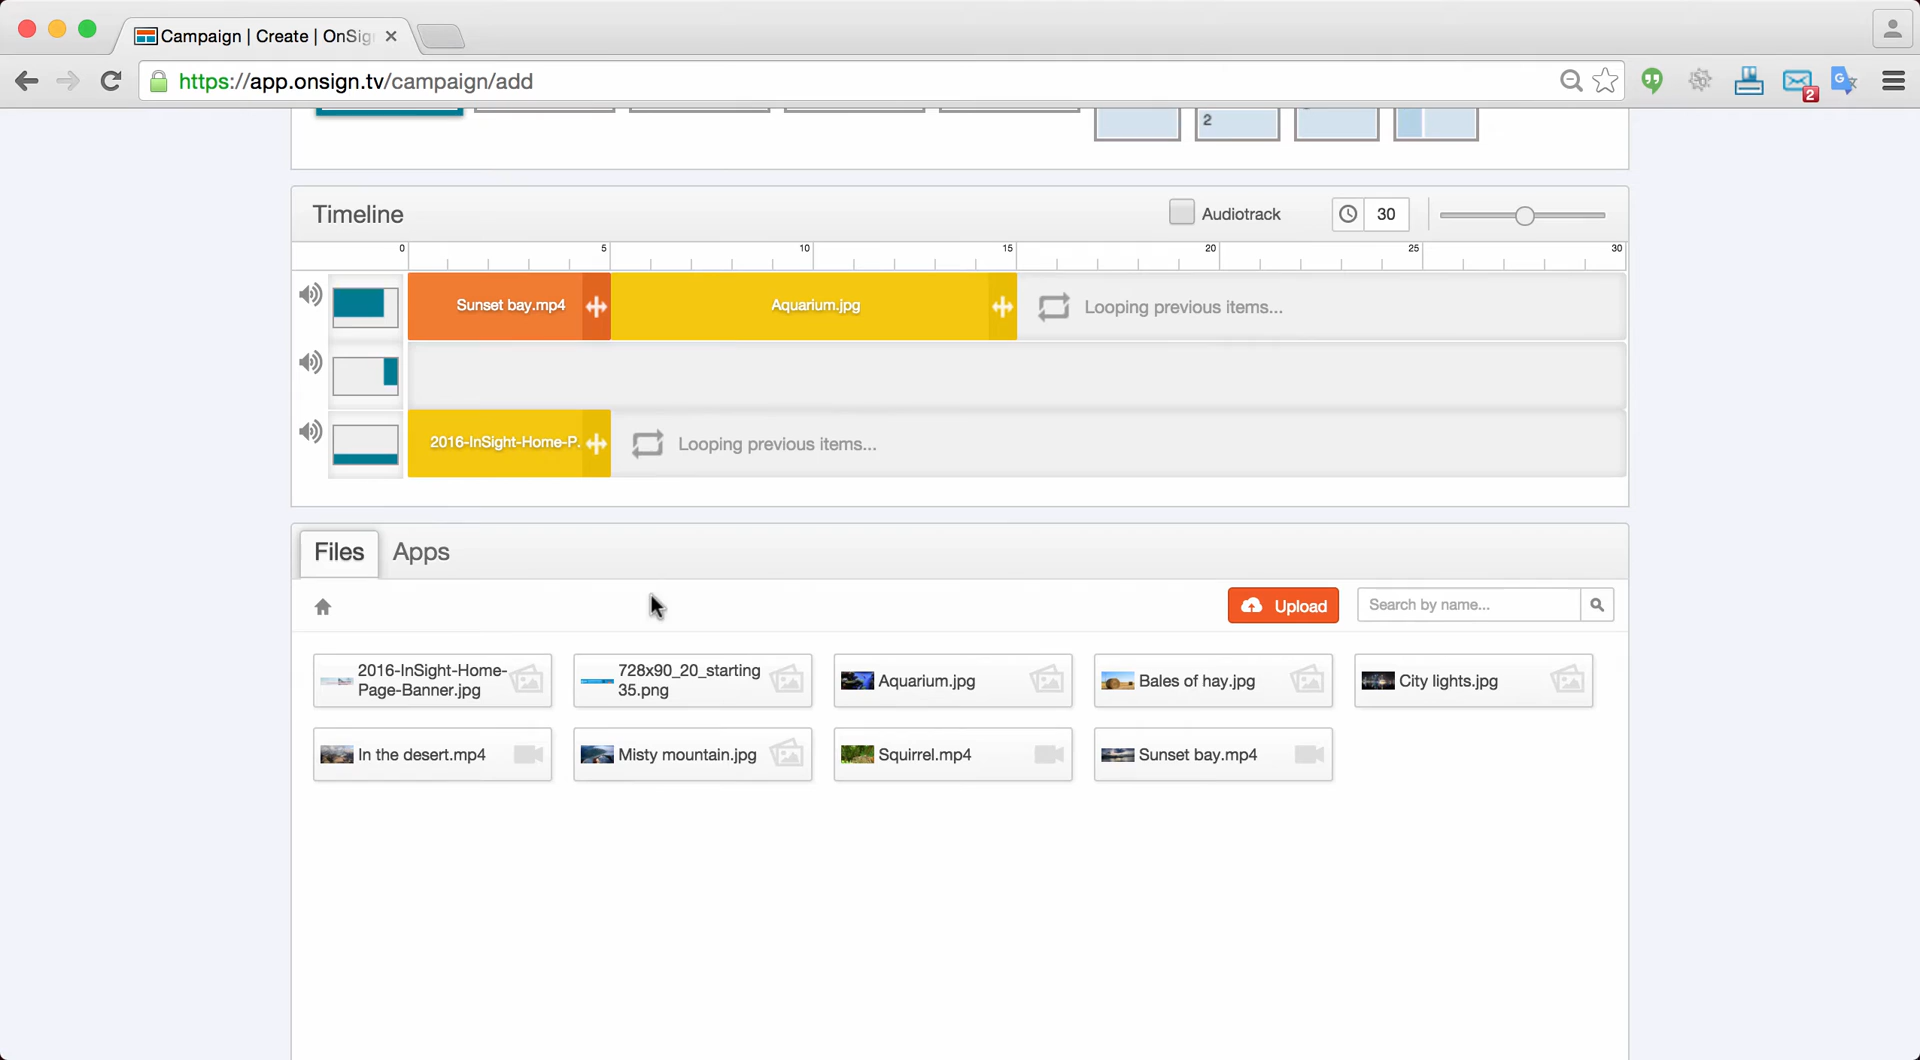 Campaign | Create | OnSig
https://app.onsign.tv/campaign/add
2
2
Timeline
Audiotrack
30
0 5 10 15 20 25 30
Sunset bay.mp4
Aquarium.jpg
Looping previous items...
2016-InSight-Home-P.
Looping previous items...
Files
Apps
Upload
Search by name...
2016-InSight-Home-
Page-Banner.jpg
728x90_20_starting
35.png
Aquarium.jpg
Bales of hay.jpg
City lights.jpg
In the desert.mp4
Misty mountain.jpg
Squirrel.mp4
Sunset bay.mp4